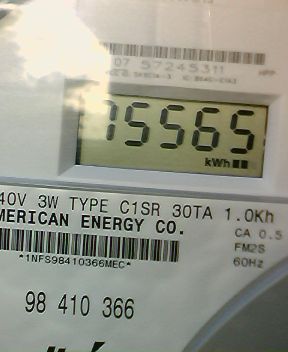 07 57245311
15565
kWh
40V 3W TYPE C1SR 30TA 1.0Kh
MERICAN ENERGY CO.
CA 0.5
FM2S
*1NFS98410366MEC*
60Hz
98 410 366